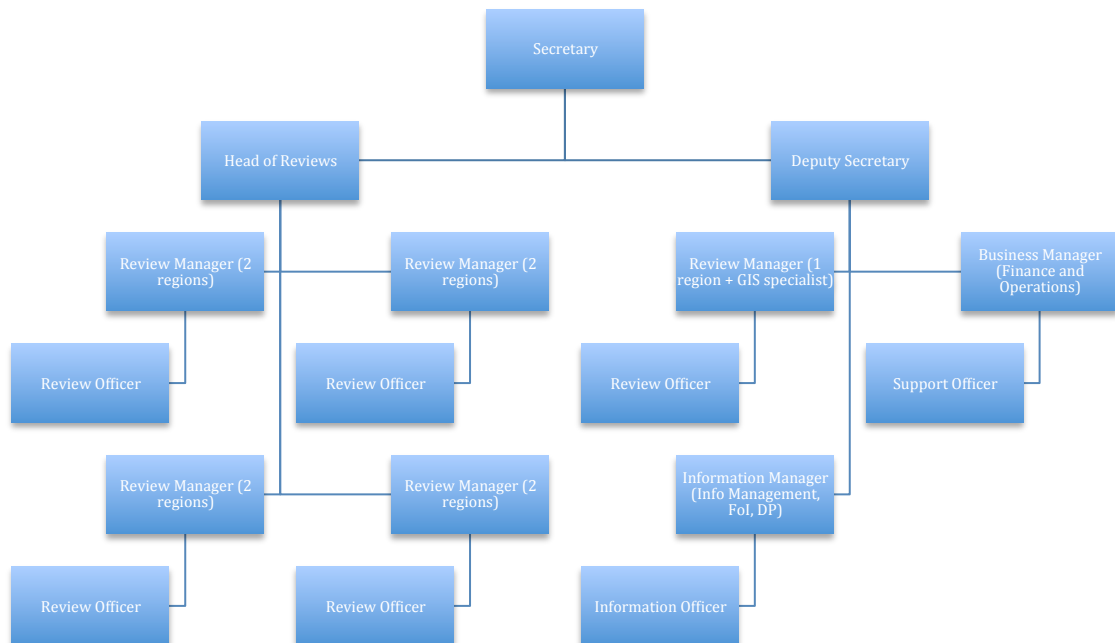 Secretary
Head of Reviews
Deputy Secretary
Review Manager (2
regions)
Review Manager (2
regions)
Review Manager (1
region + GIS specialist)
Business Manager
(Finance and
Operations)
Review Officer
Review Officer
Review Officer
Support Officer
Review Manager (2
regions)
Review Manager (2
regions)
Information Manager
(Info Management,
FoI, DP)
Review Officer
Review Officer
Information Officer